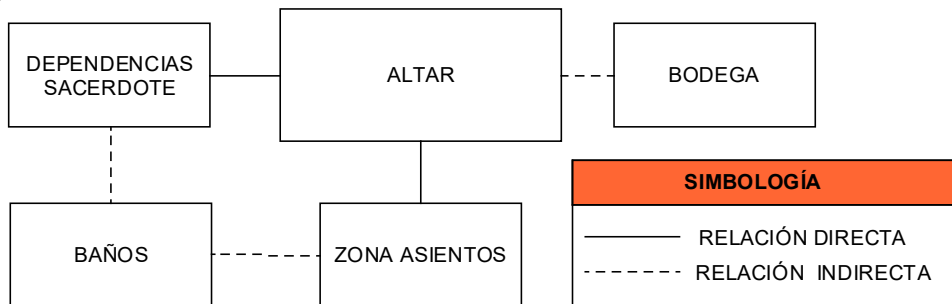 DEPENDENCIAS
SACERDOTE
ALTAR
BODEGA
BAÑOS
ZONA ASIENTOS
SIMBOLOGÍA
RELACIÓN DIRECTA
RELACIÓN INDIRECTA